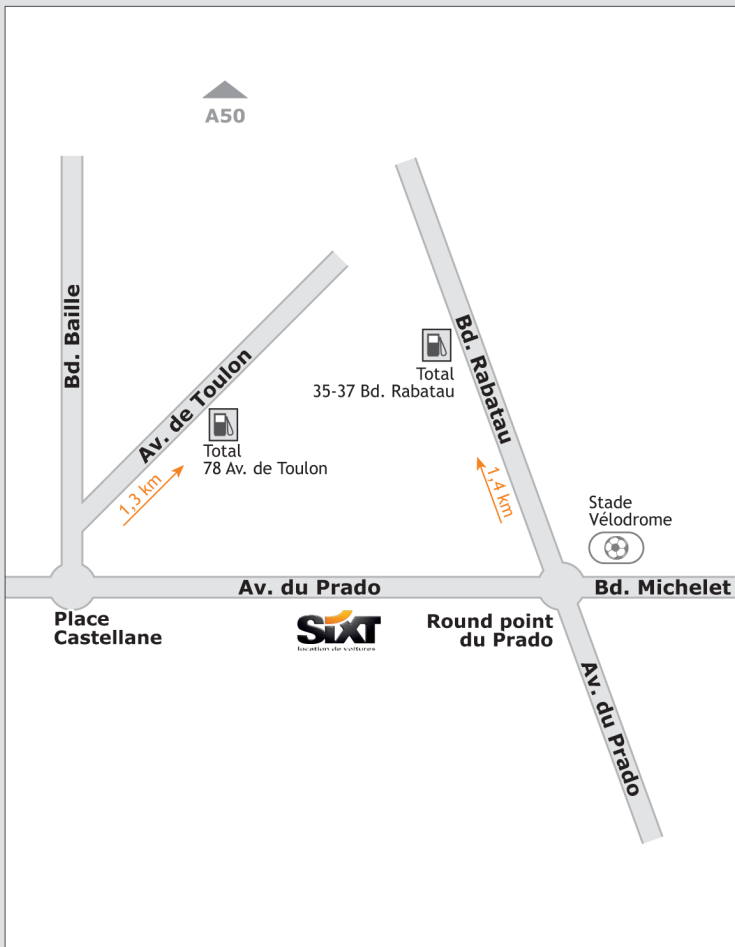 A50
Bd. Baille
Av. de Toulon
Bd. Rabatau
Total
35-37 Bd. Rabatau
Total
78 Av. de Toulon
1,3 km
1,4 km
Stade
Vélodrome
Av. du Prado
Bd. Michelet
Place
Castellane
SIXT
location de voitures
Round point
du Prado
Av. du Prado